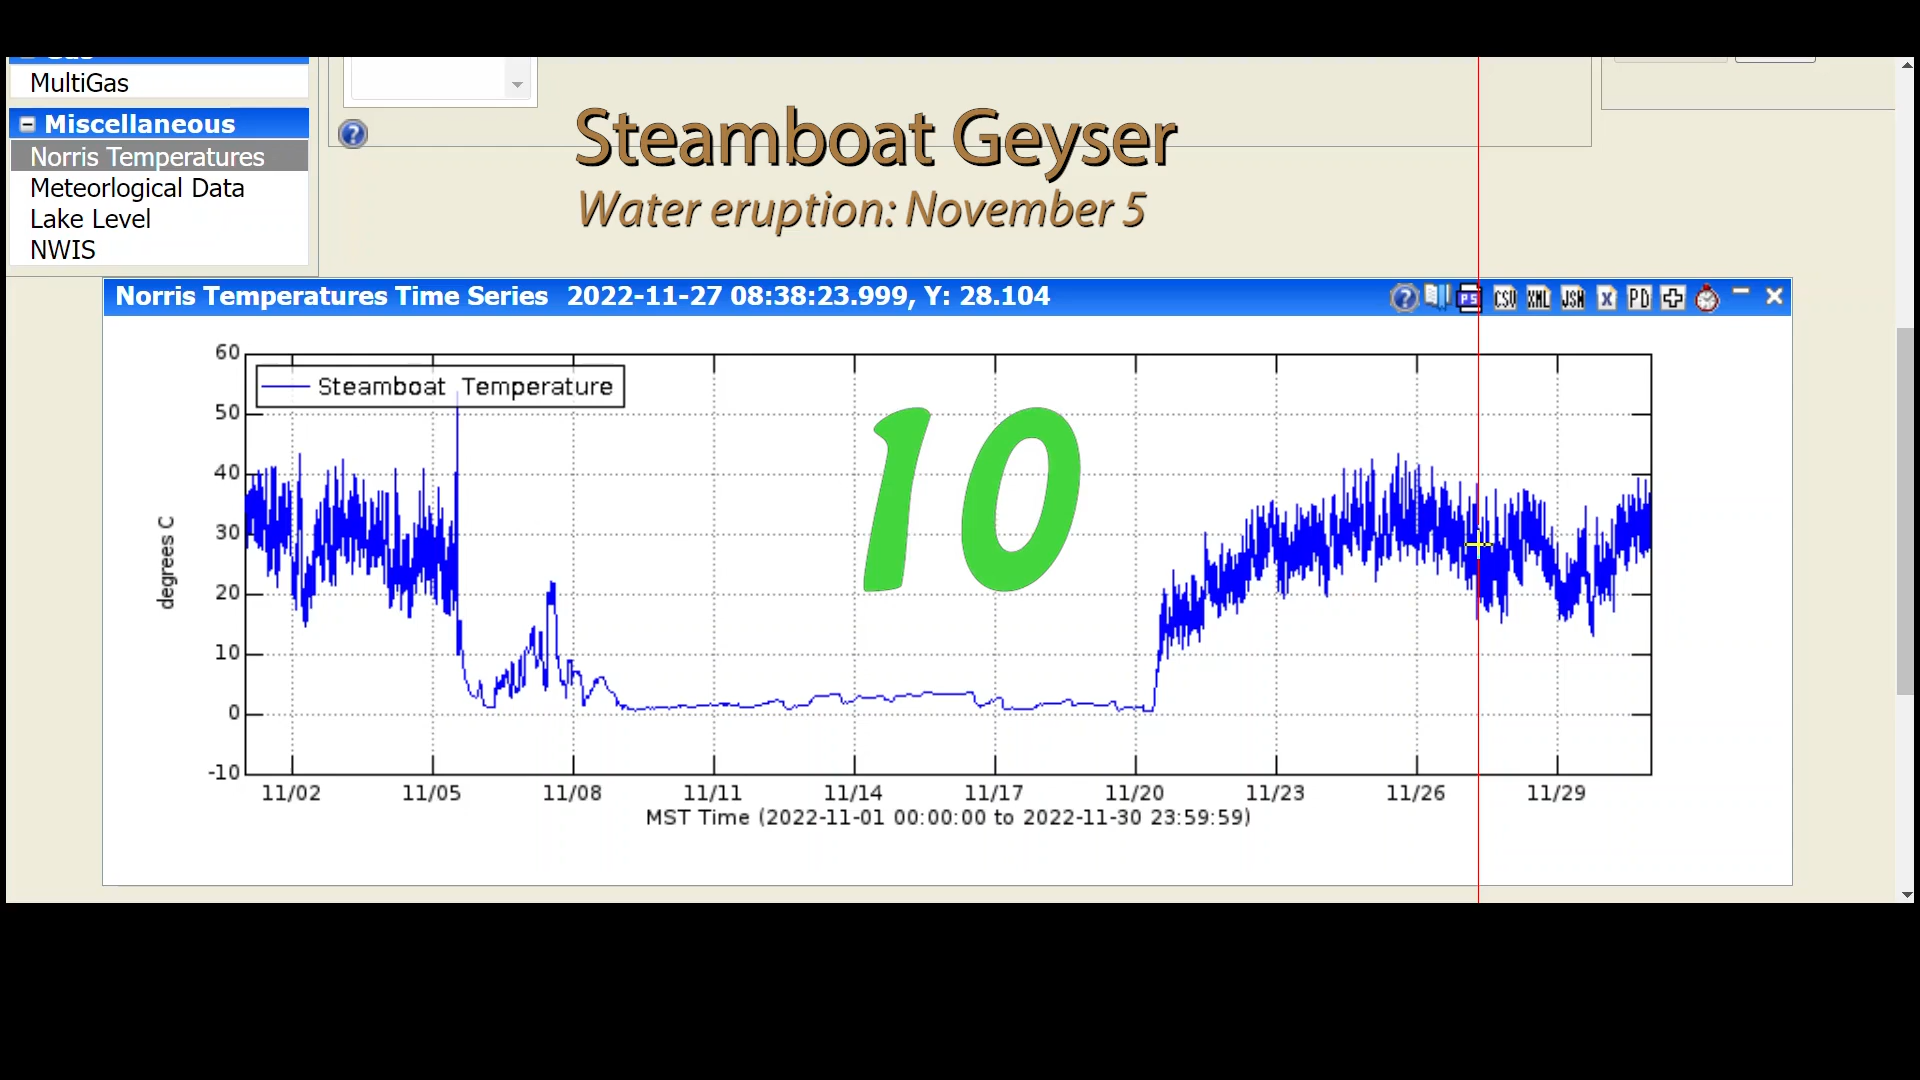 MultiGas
Miscellaneous
Norris Temperatures
Meteorlogical Data
Lake Level
NWIS
Steamboat Geyser
Water eruption: November 5
Norris Temperatures Time Series 2022-11-27 08:38:23.999, Y: 28.104
? PS CSV XML JSN X PD
Steamboat Temperature
10
degrees C
60
50
40
30
20
10
0
-10
11/02 11/05 11/08 11/11 11/14 11/17 11/20 11/23 11/26 11/29
MST Time (2022-11-01 00:00:00 to 2022-11-30 23:59:59)